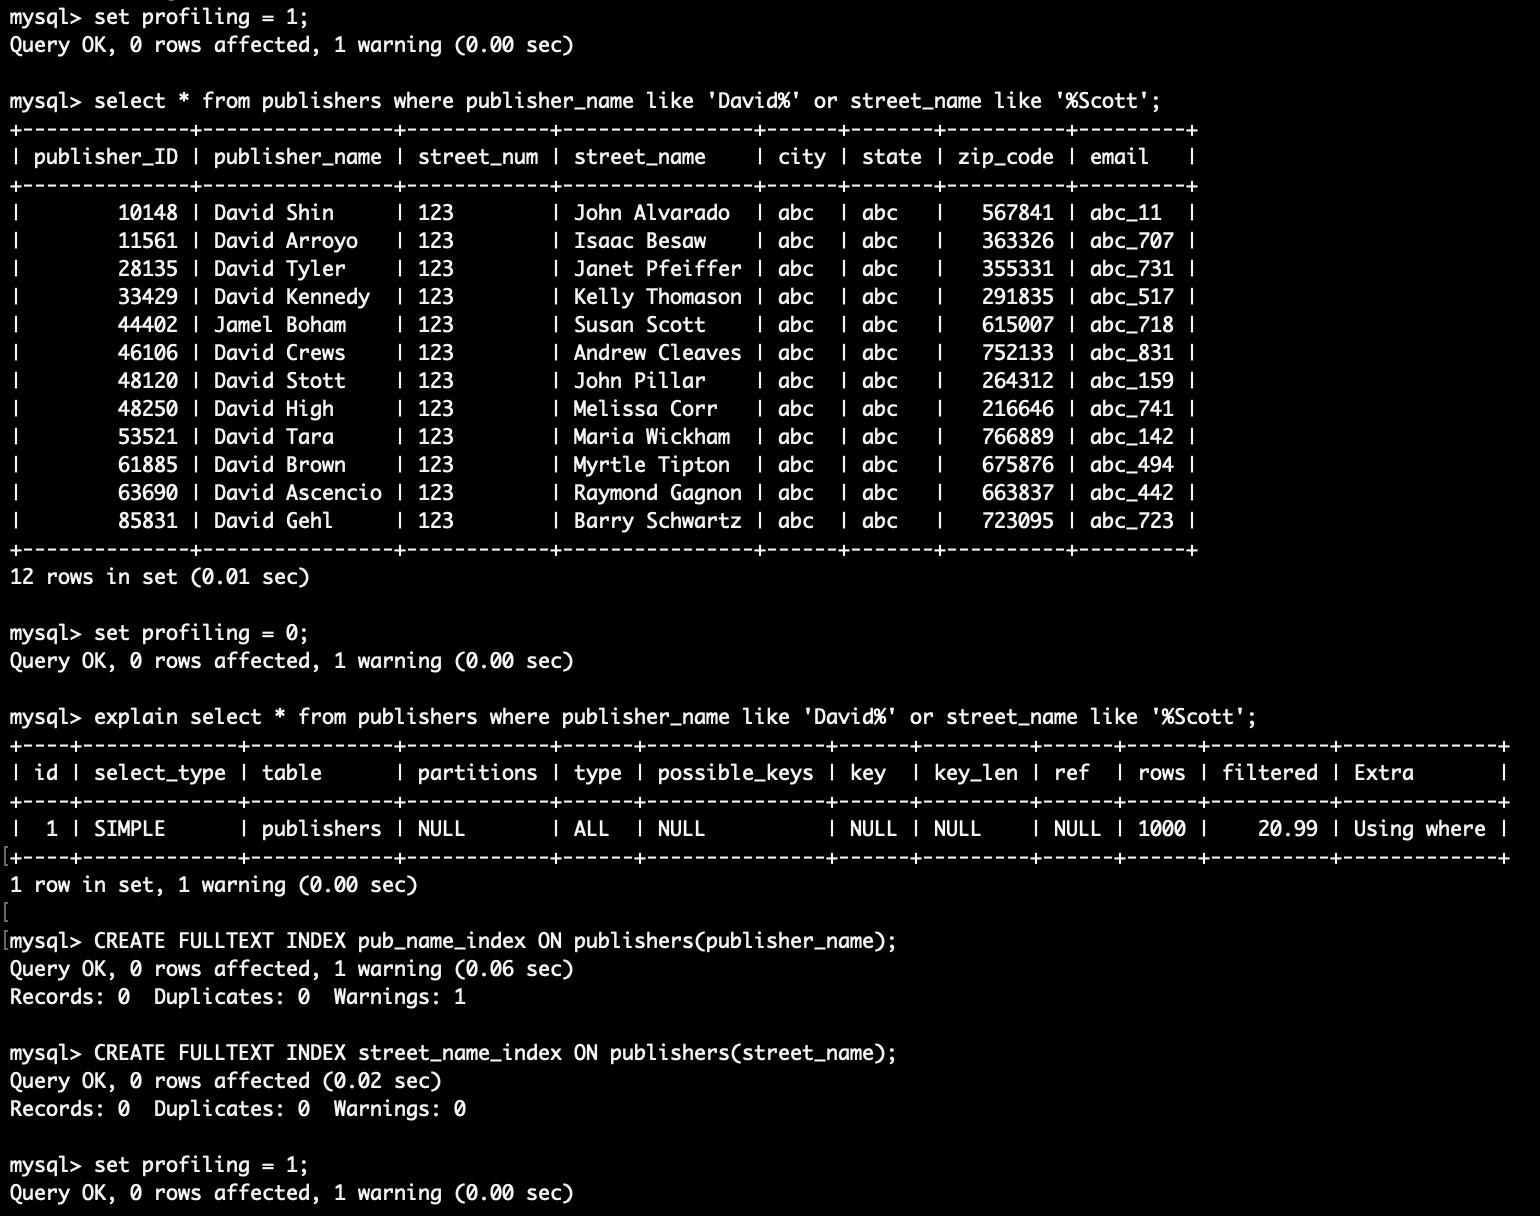 mysql> set profiling = 1;
Query OK, 0 rows affected, 1 warning (0.00 sec)

mysql> select * from publishers where publisher_name like 'David%' or street_name like '%Scott';
+--------------+----------------+------------+----------------+------+-------+----------+---------+
| publisher_ID | publisher_name | street_num | street_name    | city | state | zip_code | email   |
+--------------+----------------+------------+----------------+------+-------+----------+---------+
|        10148 | David Shin     | 123        | John Alvarado  | abc  | abc   |   567841 | abc_11  |
|        11561 | David Arroyo   | 123        | Isaac Besaw    | abc  | abc   |   363326 | abc_707 |
|        28135 | David Tyler    | 123        | Janet Pfeiffer | abc  | abc   |   355331 | abc_731 |
|        33429 | David Kennedy  | 123        | Kelly Thomason | abc  | abc   |   291835 | abc_517 |
|        44402 | Jamel Boham    | 123        | Susan Scott    | abc  | abc   |   615007 | abc_718 |
|        46106 | David Crews    | 123        | Andrew Cleaves | abc  | abc   |   752133 | abc_831 |
|        48120 | David Stott    | 123        | John Pillar    | abc  | abc   |   264312 | abc_159 |
|        48250 | David High     | 123        | Melissa Corr   | abc  | abc   |   216646 | abc_741 |
|        53521 | David Tara     | 123        | Maria Wickham  | abc  | abc   |   766889 | abc_142 |
|        61885 | David Brown    | 123        | Myrtle Tipton  | abc  | abc   |   675876 | abc_494 |
|        63690 | David Ascencio | 123        | Raymond Gagnon | abc  | abc   |   663837 | abc_442 |
|        85831 | David Gehl     | 123        | Barry Schwartz | abc  | abc   |   723095 | abc_723 |
+--------------+----------------+------------+----------------+------+-------+----------+---------+
12 rows in set (0.01 sec)

mysql> set profiling = 0;
Query OK, 0 rows affected, 1 warning (0.00 sec)

mysql> explain select * from publishers where publisher_name like 'David%' or street_name like '%Scott';
+----+-------------+------------+------------+------+---------------+------+---------+------+------+----------+-------------+
| id | select_type | table      | partitions | type | possible_keys | key  | key_len | ref  | rows | filtered | Extra       |
+----+-------------+------------+------------+------+---------------+------+---------+------+------+----------+-------------+
|  1 | SIMPLE      | publishers | NULL       | ALL  | NULL          | NULL | NULL    | NULL | 1000 |    20.99 | Using where |
+----+-------------+------------+------------+------+---------------+------+---------+------+------+----------+-------------+
1 row in set, 1 warning (0.00 sec)

mysql> CREATE FULLTEXT INDEX pub_name_index ON publishers(publisher_name);
Query OK, 0 rows affected, 1 warning (0.06 sec)
Records: 0  Duplicates: 0  Warnings: 1

mysql> CREATE FULLTEXT INDEX street_name_index ON publishers(street_name);
Query OK, 0 rows affected (0.02 sec)
Records: 0  Duplicates: 0  Warnings: 0

mysql> set profiling = 1;
Query OK, 0 rows affected, 1 warning (0.00 sec)